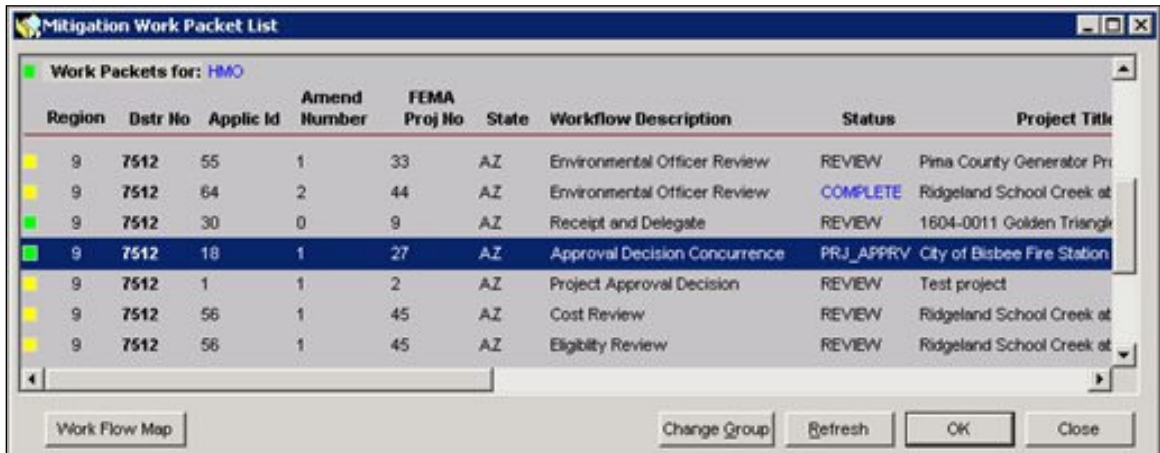 Mitigation Work Packet List
Work Packets for: HMO
Region Dstr No Applic Id Amend Number FEMA Proj No State Workflow Description Status Project Title
9 7512 55 1 33 AZ Environmental Officer Review REVIEW Pima County Generator Pro
9 7512 64 2 44 AZ Environmental Officer Review COMPLETE Ridgeland School Creek at
9 7512 30 0 9 AZ Receipt and Delegate REVIEW 1604-0011 Golden Triangle
9 7512 18 1 27 AZ Approval Decision Concurrence PRJ_APPRV City of Bisbee Fire Station
9 7512 1 1 2 AZ Project Approval Decision REVIEW Test project
9 7512 56 1 45 AZ Cost Review REVIEW Ridgeland School Creek at
9 7512 56 1 45 AZ Eligiblity Review REVIEW Ridgeland School Creek at
Work Flow Map Change Group Refresh OK Close